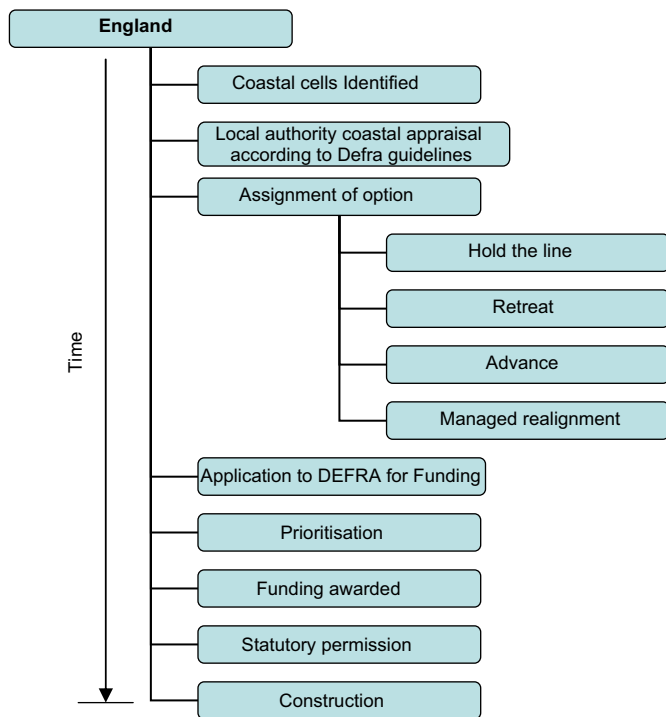 England
Coastal cells Identified
Local authority coastal appraisal
according to Defra guidelines
Assignment of option
Hold the line
Retreat
Advance
Managed realignment
Time
Application to DEFRA for Funding
Prioritisation
Funding awarded
Statutory permission
Construction